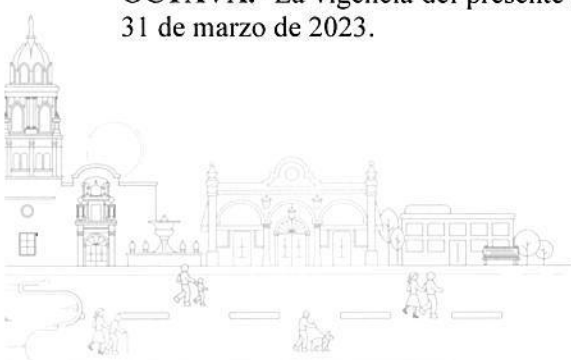 OCTAVA.- La vigencia del presente
31 de marzo de 2023.